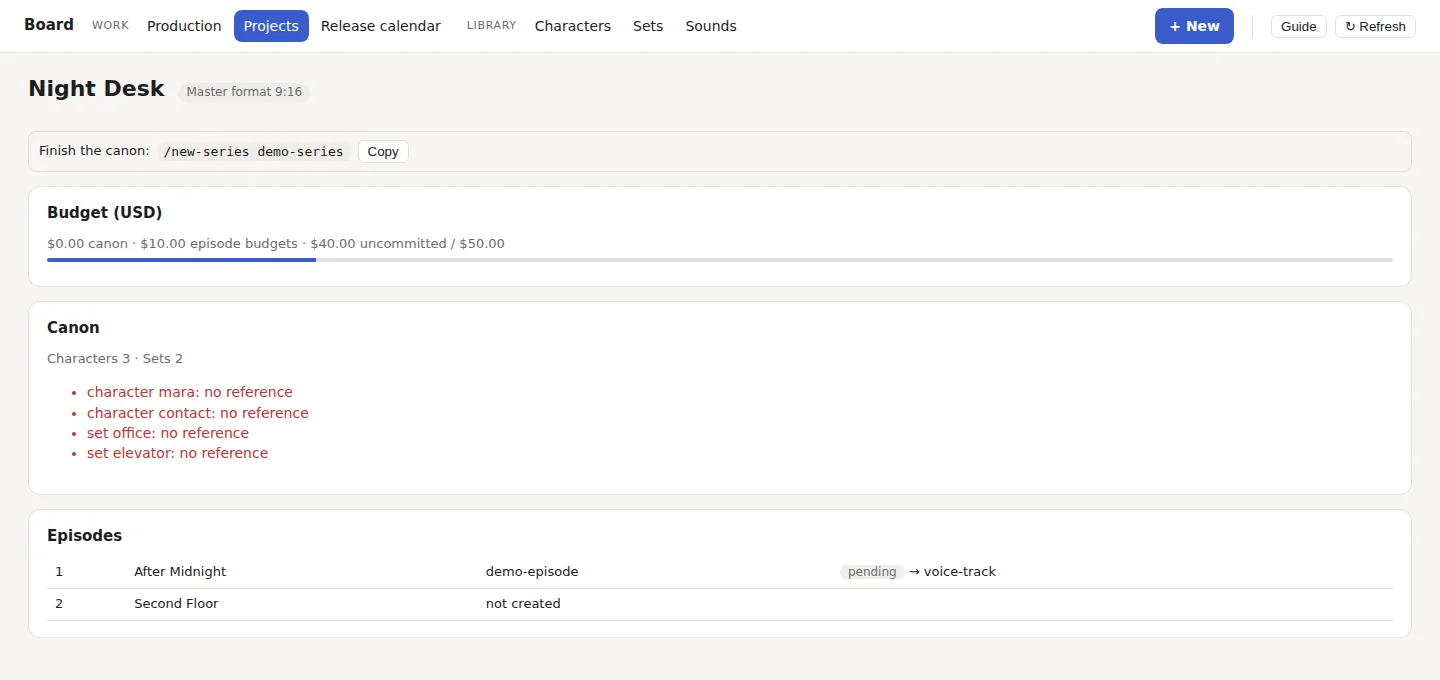 Board WORK Production Projects Release calendar LIBRARY Characters Sets Sounds + New Guide ↻ Refresh
Night Desk Master format 9:16
Finish the canon: /new-series demo-series Copy
Budget (USD)
$0.00 canon · $10.00 episode budgets · $40.00 uncommitted / $50.00
Canon
Characters 3 · Sets 2
• character mara: no reference
• character contact: no reference
• set office: no reference
• set elevator: no reference
Episodes
1 After Midnight demo-episode pending → voice-track
2 Second Floor not created